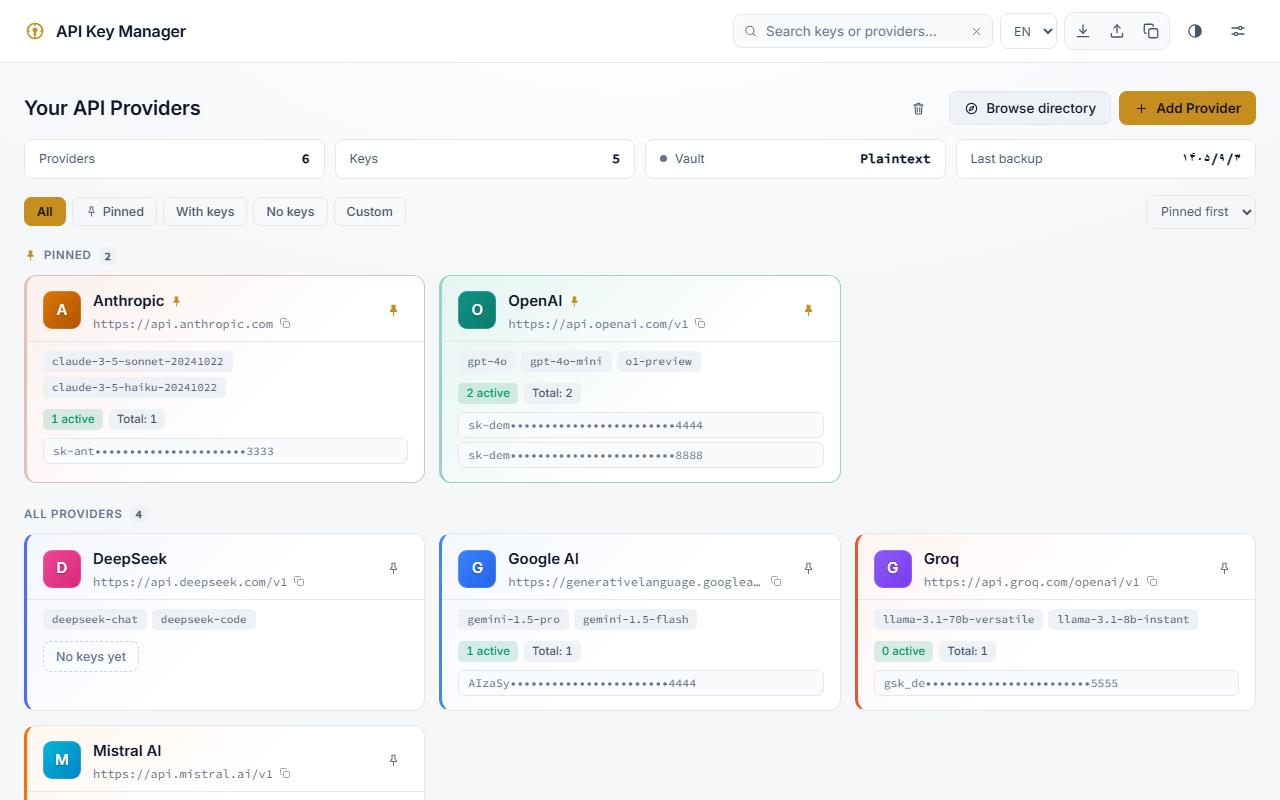 API Key Manager
Search keys or providers...
EN
Your API Providers
Browse directory
Add Provider
Providers 6
Keys 5
Vault Plaintext
Last backup ۱۴۰۵/۹/۳
All
Pinned
With keys
No keys
Custom
Pinned first
PINNED 2
A
Anthropic
https://api.anthropic.com
claude-3-5-sonnet-20241022
claude-3-5-haiku-20241022
1 active
Total: 1
sk-ant••••••••••••••••••••••3333
O
OpenAI
https://api.openai.com/v1
gpt-4o
gpt-4o-mini
o1-preview
2 active
Total: 2
sk-dem••••••••••••••••••••••••4444
sk-dem••••••••••••••••••••••••8888
ALL PROVIDERS 4
D
DeepSeek
https://api.deepseek.com/v1
deepseek-chat
deepseek-code
No keys yet
G
Google AI
https://generativelanguage.googlea…
gemini-1.5-pro
gemini-1.5-flash
1 active
Total: 1
AIzaSy•••••••••••••••••••••••4444
G
Groq
https://api.groq.com/openai/v1
llama-3.1-70b-versatile
llama-3.1-8b-instant
0 active
Total: 1
gsk_de••••••••••••••••••••••••5555
M
Mistral AI
https://api.mistral.ai/v1